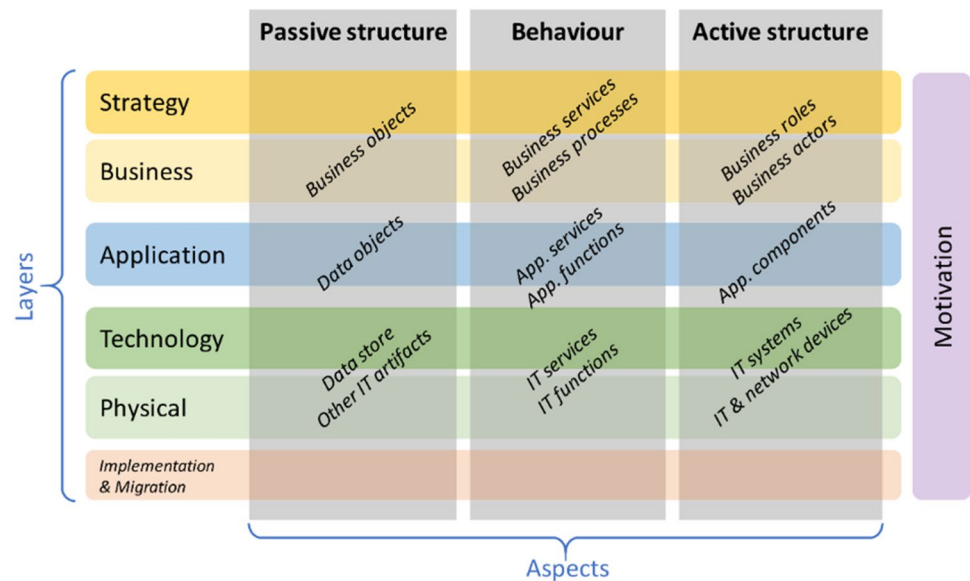 Passive structure
Behaviour
Active structure
Strategy
Business objects
Business services
Business processes
Business roles
Business actors
Business
Application
Data objects
App. services
App. functions
App. components
Technology
Data store
Other IT artifacts
IT services
IT functions
IT systems
IT & network devices
Physical
Implementation
& Migration
Layers
Motivation
Aspects